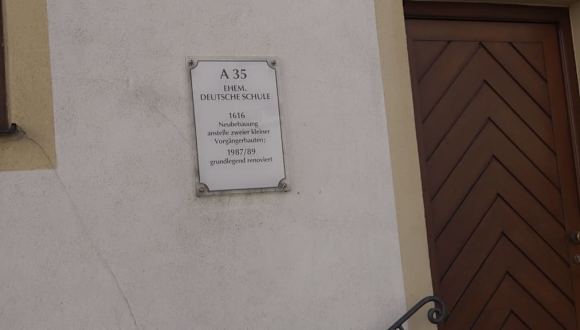 A 35
EHEM.
DEUTSCHE SCHULE
1616
Neubebauung
anstelle zweier kleiner
Vorgängerbauten;
1987/89
grundlegend renoviert